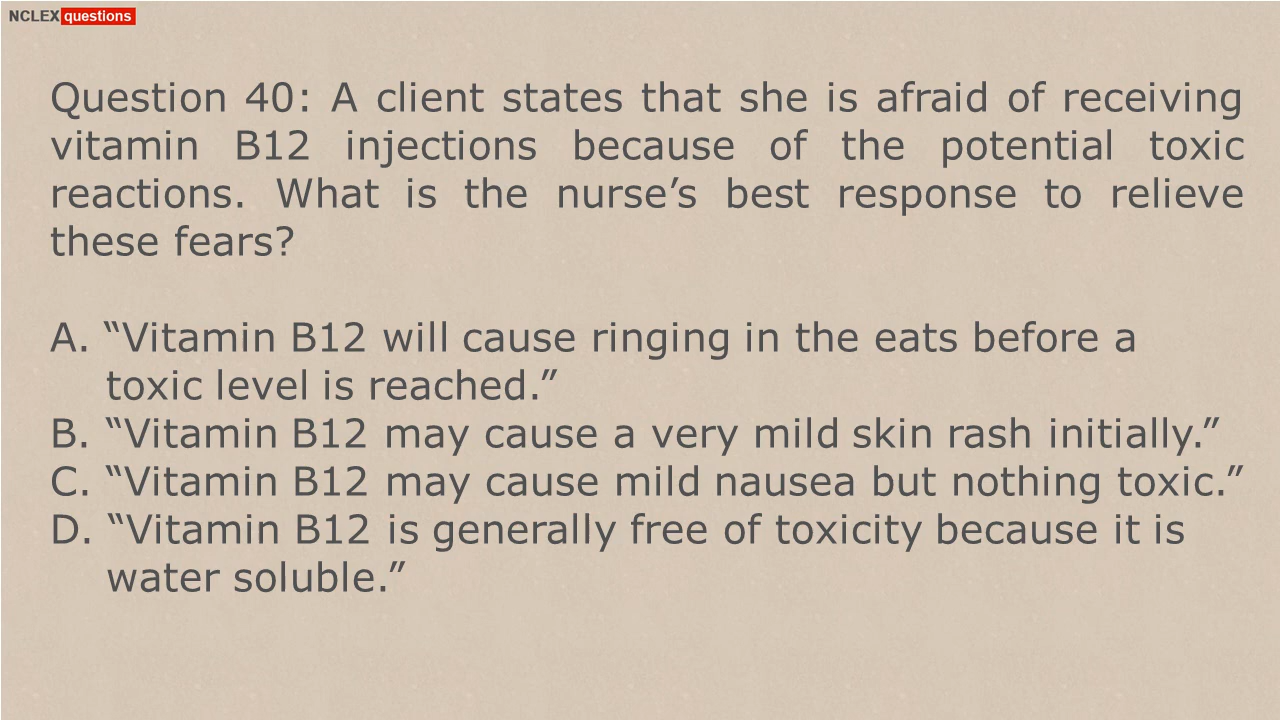 NCLEX questions
Question 40: A client states that she is afraid of receiving
vitamin B12 injections because of the potential toxic
reactions. What is the nurse’s best response to relieve
these fears?
A. “Vitamin B12 will cause ringing in the eats before a
toxic level is reached.”
B. “Vitamin B12 may cause a very mild skin rash initially.”
C. “Vitamin B12 may cause mild nausea but nothing toxic.”
D. “Vitamin B12 is generally free of toxicity because it is
water soluble.”